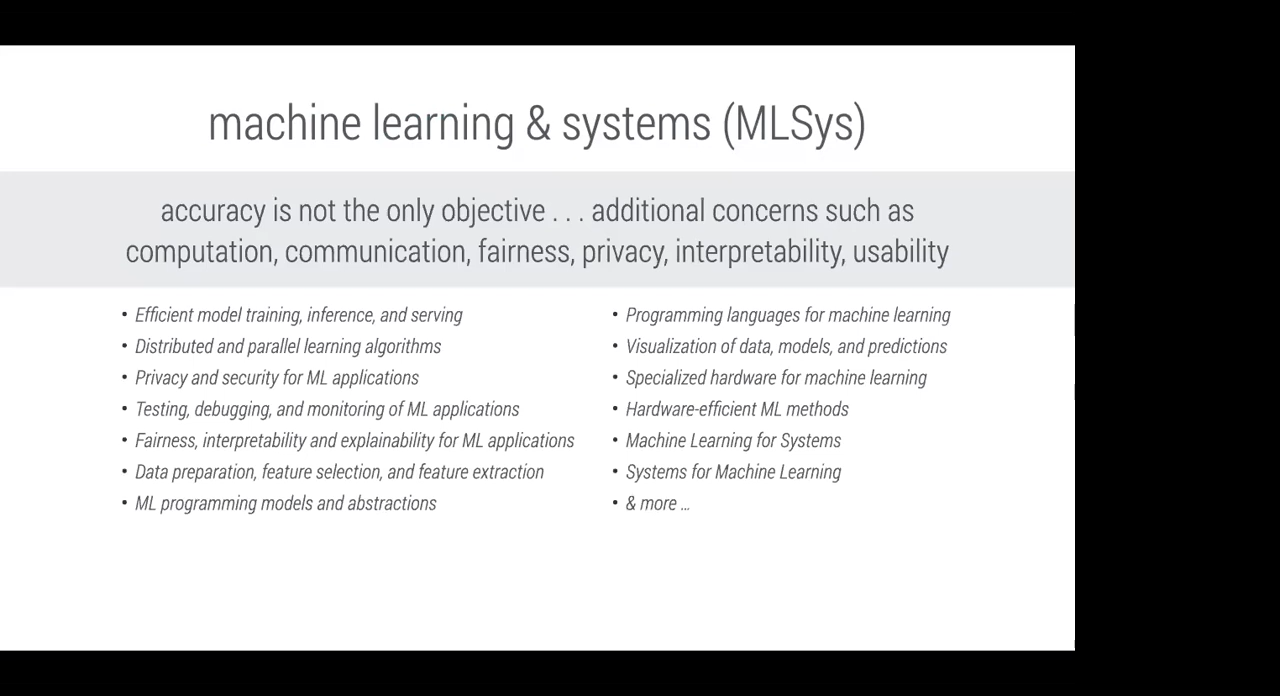 machine learning & systems (MLSys)
accuracy is not the only objective . . . additional concerns such as
computation, communication, fairness, privacy, interpretability, usability
• Efficient model training, inference, and serving
• Distributed and parallel learning algorithms
• Privacy and security for ML applications
• Testing, debugging, and monitoring of ML applications
• Fairness, interpretability and explainability for ML applications
• Data preparation, feature selection, and feature extraction
• ML programming models and abstractions
• Programming languages for machine learning
• Visualization of data, models, and predictions
• Specialized hardware for machine learning
• Hardware-efficient ML methods
• Machine Learning for Systems
• Systems for Machine Learning
• & more ...